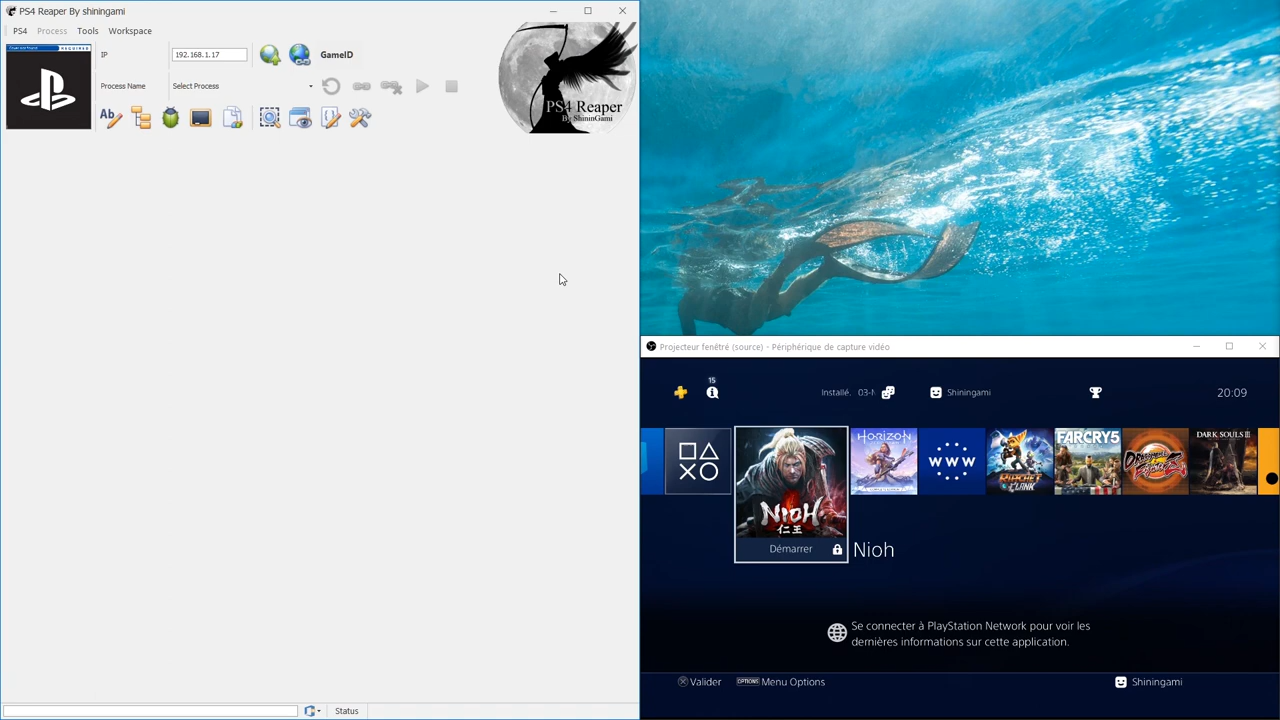 PS4 Reaper By shiningami
PS4 Process Tools Workspace
IP 192.168.1.17 GameID
Process Name Select Process
PS4 Reaper
By ShininGami
Status
Projecteur fenêtré (source) - Périphérique de capture vidéo
15
Installé. Shiningami 20:09
NIOH
仁王
Démarrer
HORIZON
WWW
RATCHET CLANK
FARCRY5
DRAGONBALL FIGHTERZ
DARK SOULS III
Nioh
Se connecter à PlayStation Network pour voir les
dernières informations sur cette application.
Valider OPTIONS Menu Options Shiningami